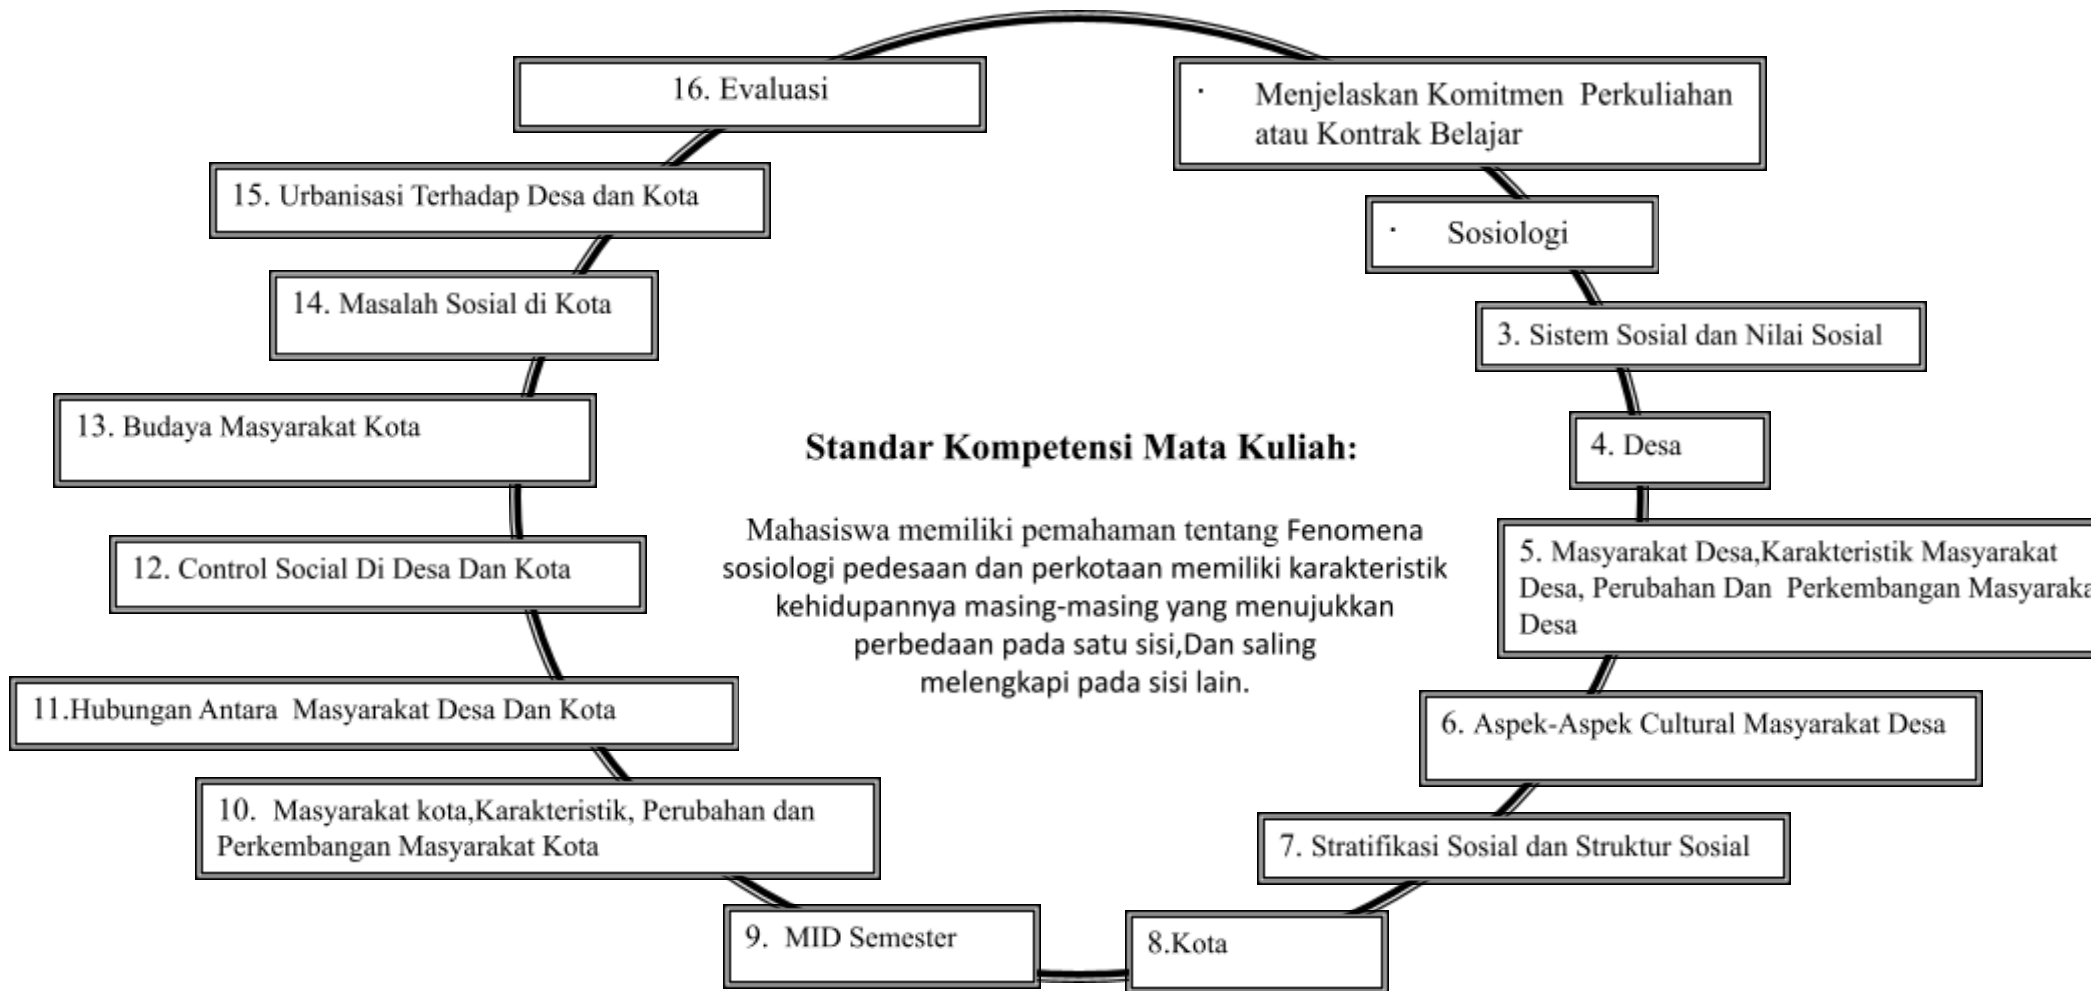 · Menjelaskan Komitmen Perkuliahan
atau Kontrak Belajar
· Sosiologi
3. Sistem Sosial dan Nilai Sosial
4. Desa
5. Masyarakat Desa,Karakteristik Masyarakat
Desa, Perubahan Dan Perkembangan Masyaraka
Desa
6. Aspek-Aspek Cultural Masyarakat Desa
7. Stratifikasi Sosial dan Struktur Sosial
8.Kota
9. MID Semester
10. Masyarakat kota,Karakteristik, Perubahan dan
Perkembangan Masyarakat Kota
11.Hubungan Antara Masyarakat Desa Dan Kota
12. Control Social Di Desa Dan Kota
13. Budaya Masyarakat Kota
14. Masalah Sosial di Kota
15. Urbanisasi Terhadap Desa dan Kota
16. Evaluasi
Standar Kompetensi Mata Kuliah:
Mahasiswa memiliki pemahaman tentang Fenomena
sosiologi pedesaan dan perkotaan memiliki karakteristik
kehidupannya masing-masing yang menujukkan
perbedaan pada satu sisi,Dan saling
melengkapi pada sisi lain.